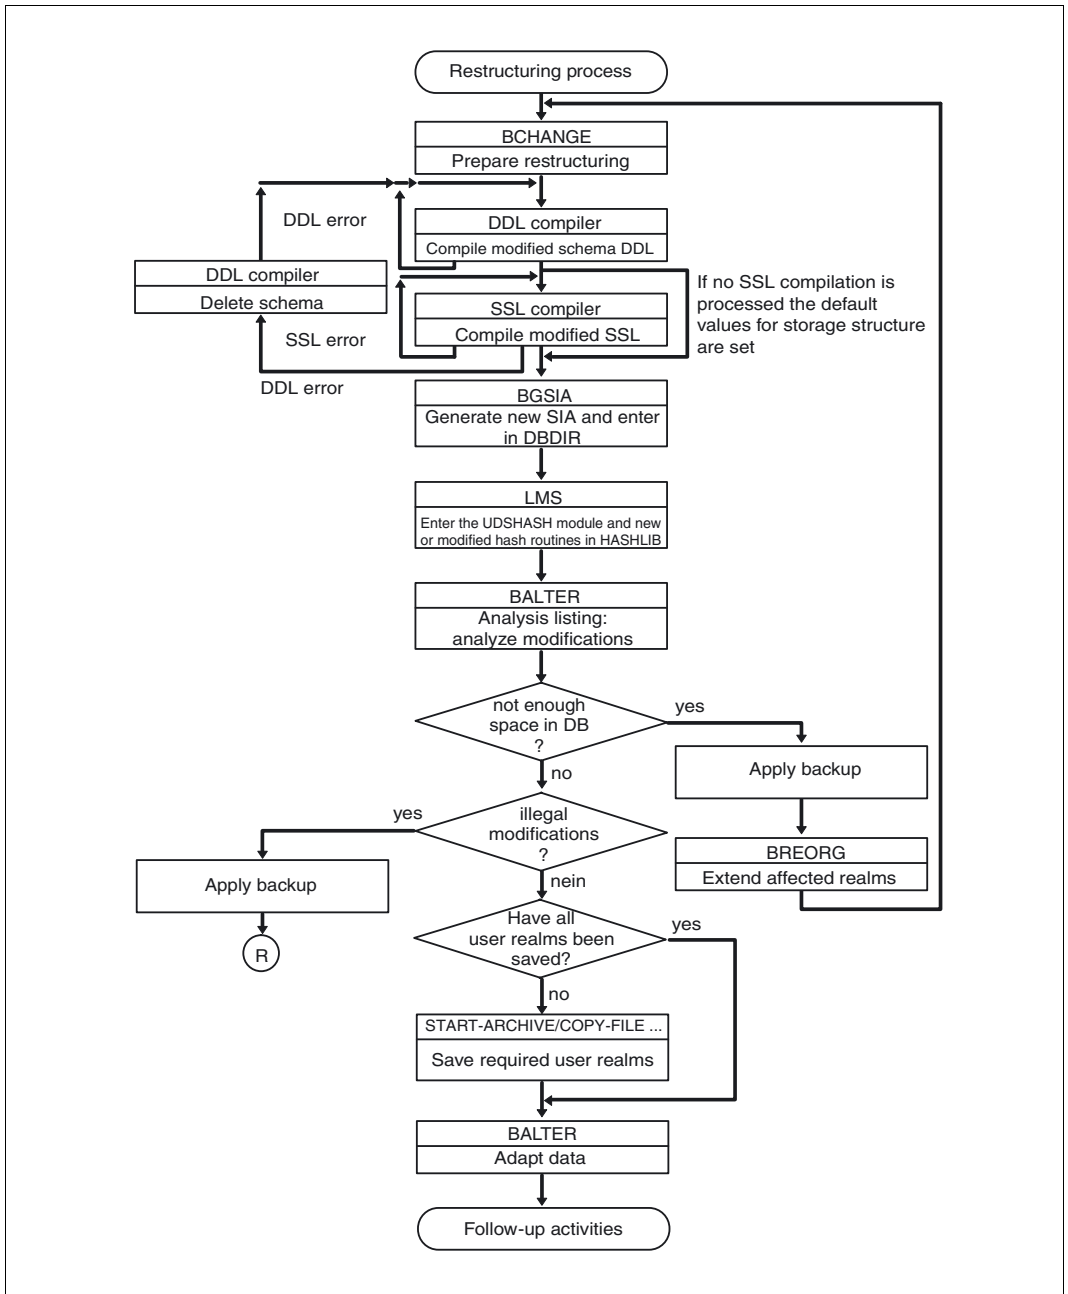 Restructuring process
BCHANGE
Prepare restructuring
DDL error
DDL compiler
Compile modified schema DDL
DDL compiler
Delete schema
If no SSL compilation is
processed the default
values for storage structure
are set
SSL compiler
Compile modified SSL
SSL error
DDL error
BGSIA
Generate new SIA and enter
in DBDIR
LMS
Enter the UDSHASH module and new
or modified hash routines in HASHLIB
BALTER
Analysis listing:
analyze modifications
not enough
space in DB
?
yes
no
Apply backup
BREORG
Extend affected realms
illegal
modifications
?
yes
nein
Apply backup
R
Have all
user realms been
saved?
yes
no
START-ARCHIVE/COPY-FILE ...
Save required user realms
BALTER
Adapt data
Follow-up activities